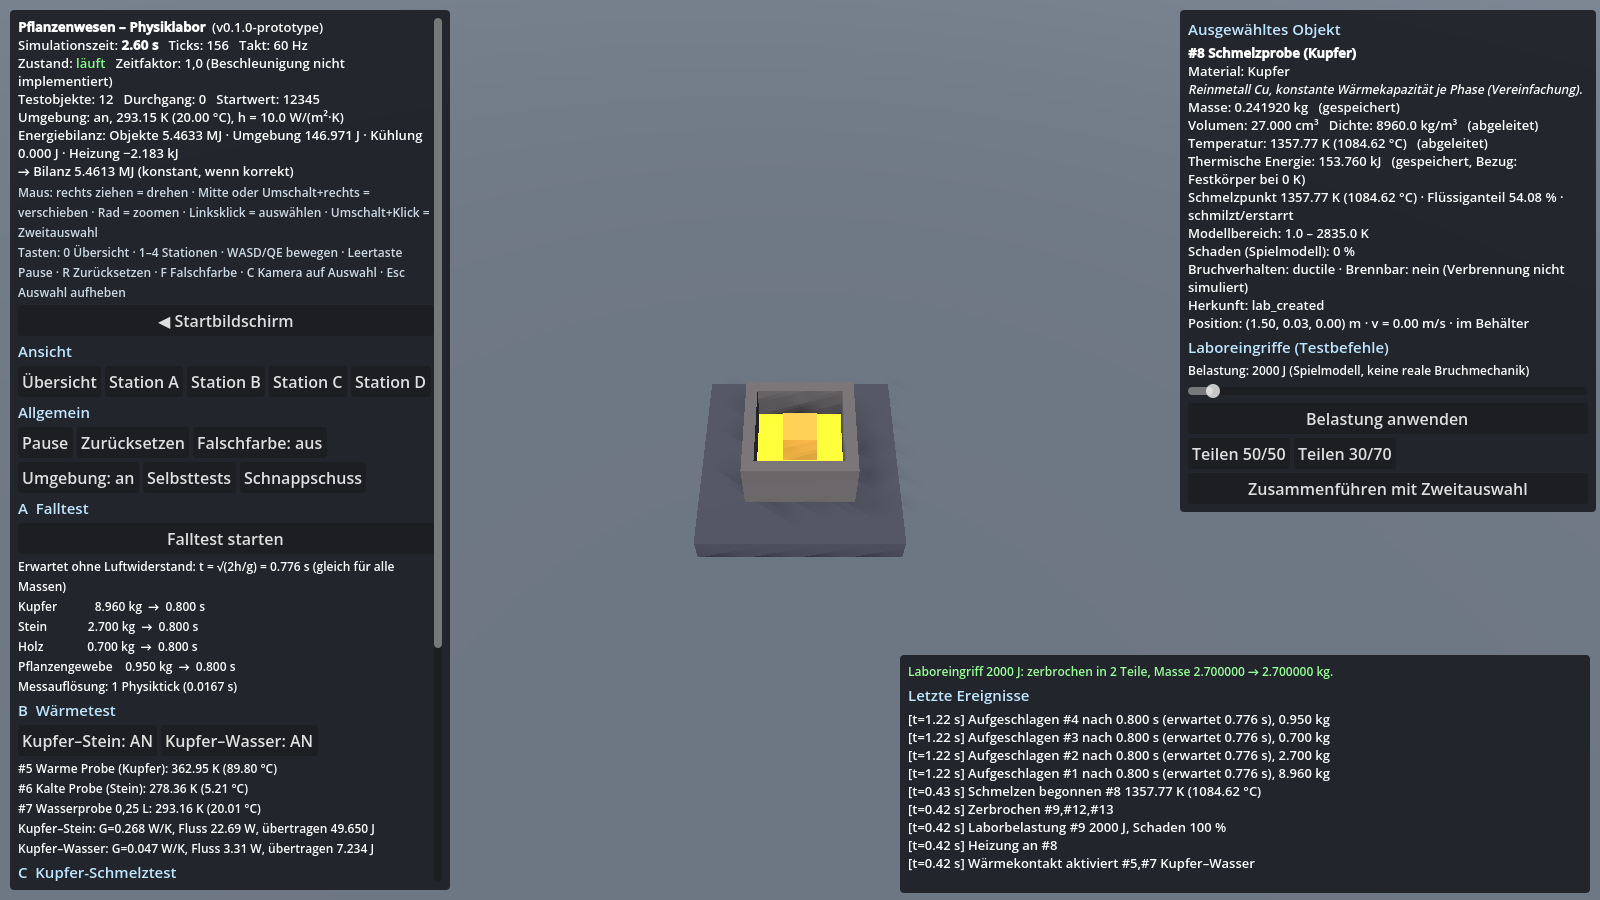 Pflanzenwesen – Physiklabor (v0.1.0-prototype)
Simulationszeit: 2.60 s Ticks: 156 Takt: 60 Hz
Zustand: läuft Zeitfaktor: 1,0 (Beschleunigung nicht
implementiert)
Testobjekte: 12 Durchgang: 0 Startwert: 12345
Umgebung: an, 293.15 K (20.00 °C), h = 10.0 W/(m²·K)
Energiebilanz: Objekte 5.4633 MJ · Umgebung 146.971 J · Kühlung
0.000 J · Heizung −2.183 kJ
→ Bilanz 5.4613 MJ (konstant, wenn korrekt)
Maus: rechts ziehen = drehen · Mitte oder Umschalt+rechts =
verschieben · Rad = zoomen · Linksklick = auswählen · Umschalt+Klick =
Zweitauswahl
Tasten: 0 Übersicht · 1–4 Stationen · WASD/QE bewegen · Leertaste
Pause · R Zurücksetzen · F Falschfarbe · C Kamera auf Auswahl · Esc
Auswahl aufheben
◀ Startbildschirm
Ansicht
Übersicht Station A Station B Station C Station D
Allgemein
Pause Zurücksetzen Falschfarbe: aus
Umgebung: an Selbsttests Schnappschuss
A Falltest
Falltest starten
Erwartet ohne Luftwiderstand: t = √(2h/g) = 0.776 s (gleich für alle
Massen)
Kupfer 8.960 kg → 0.800 s
Stein 2.700 kg → 0.800 s
Holz 0.700 kg → 0.800 s
Pflanzengewebe 0.950 kg → 0.800 s
Messauflösung: 1 Physiktick (0.0167 s)
B Wärmetest
Kupfer–Stein: AN Kupfer–Wasser: AN
#5 Warme Probe (Kupfer): 362.95 K (89.80 °C)
#6 Kalte Probe (Stein): 278.36 K (5.21 °C)
#7 Wasserprobe 0,25 L: 293.16 K (20.01 °C)
Kupfer–Stein: G=0.268 W/K, Fluss 22.69 W, übertragen 49.650 J
Kupfer–Wasser: G=0.047 W/K, Fluss 3.31 W, übertragen 7.234 J
C Kupfer-Schmelztest
Ausgewähltes Objekt
#8 Schmelzprobe (Kupfer)
Material: Kupfer
Reinmetall Cu, konstante Wärmekapazität je Phase (Vereinfachung).
Masse: 0.241920 kg (gespeichert)
Volumen: 27.000 cm³ Dichte: 8960.0 kg/m³ (abgeleitet)
Temperatur: 1357.77 K (1084.62 °C) (abgeleitet)
Thermische Energie: 153.760 kJ (gespeichert, Bezug:
Festkörper bei 0 K)
Schmelzpunkt 1357.77 K (1084.62 °C) · Flüssiganteil 54.08 % ·
schmilzt/erstarrt
Modellbereich: 1.0 – 2835.0 K
Schaden (Spielmodell): 0 %
Bruchverhalten: ductile · Brennbar: nein (Verbrennung nicht
simuliert)
Herkunft: lab_created
Position: (1.50, 0.03, 0.00) m · v = 0.00 m/s · im Behälter
Laboreingriffe (Testbefehle)
Belastung: 2000 J (Spielmodell, keine reale Bruchmechanik)
Belastung anwenden
Teilen 50/50 Teilen 30/70
Zusammenführen mit Zweitauswahl
Laboreingriff 2000 J: zerbrochen in 2 Teile, Masse 2.700000 → 2.700000 kg.
Letzte Ereignisse
[t=1.22 s] Aufgeschlagen #4 nach 0.800 s (erwartet 0.776 s), 0.950 kg
[t=1.22 s] Aufgeschlagen #3 nach 0.800 s (erwartet 0.776 s), 0.700 kg
[t=1.22 s] Aufgeschlagen #2 nach 0.800 s (erwartet 0.776 s), 2.700 kg
[t=1.22 s] Aufgeschlagen #1 nach 0.800 s (erwartet 0.776 s), 8.960 kg
[t=0.43 s] Schmelzen begonnen #8 1357.77 K (1084.62 °C)
[t=0.42 s] Zerbrochen #9,#12,#13
[t=0.42 s] Laborbelastung #9 2000 J, Schaden 100 %
[t=0.42 s] Heizung an #8
[t=0.42 s] Wärmekontakt aktiviert #5,#7 Kupfer–Wasser